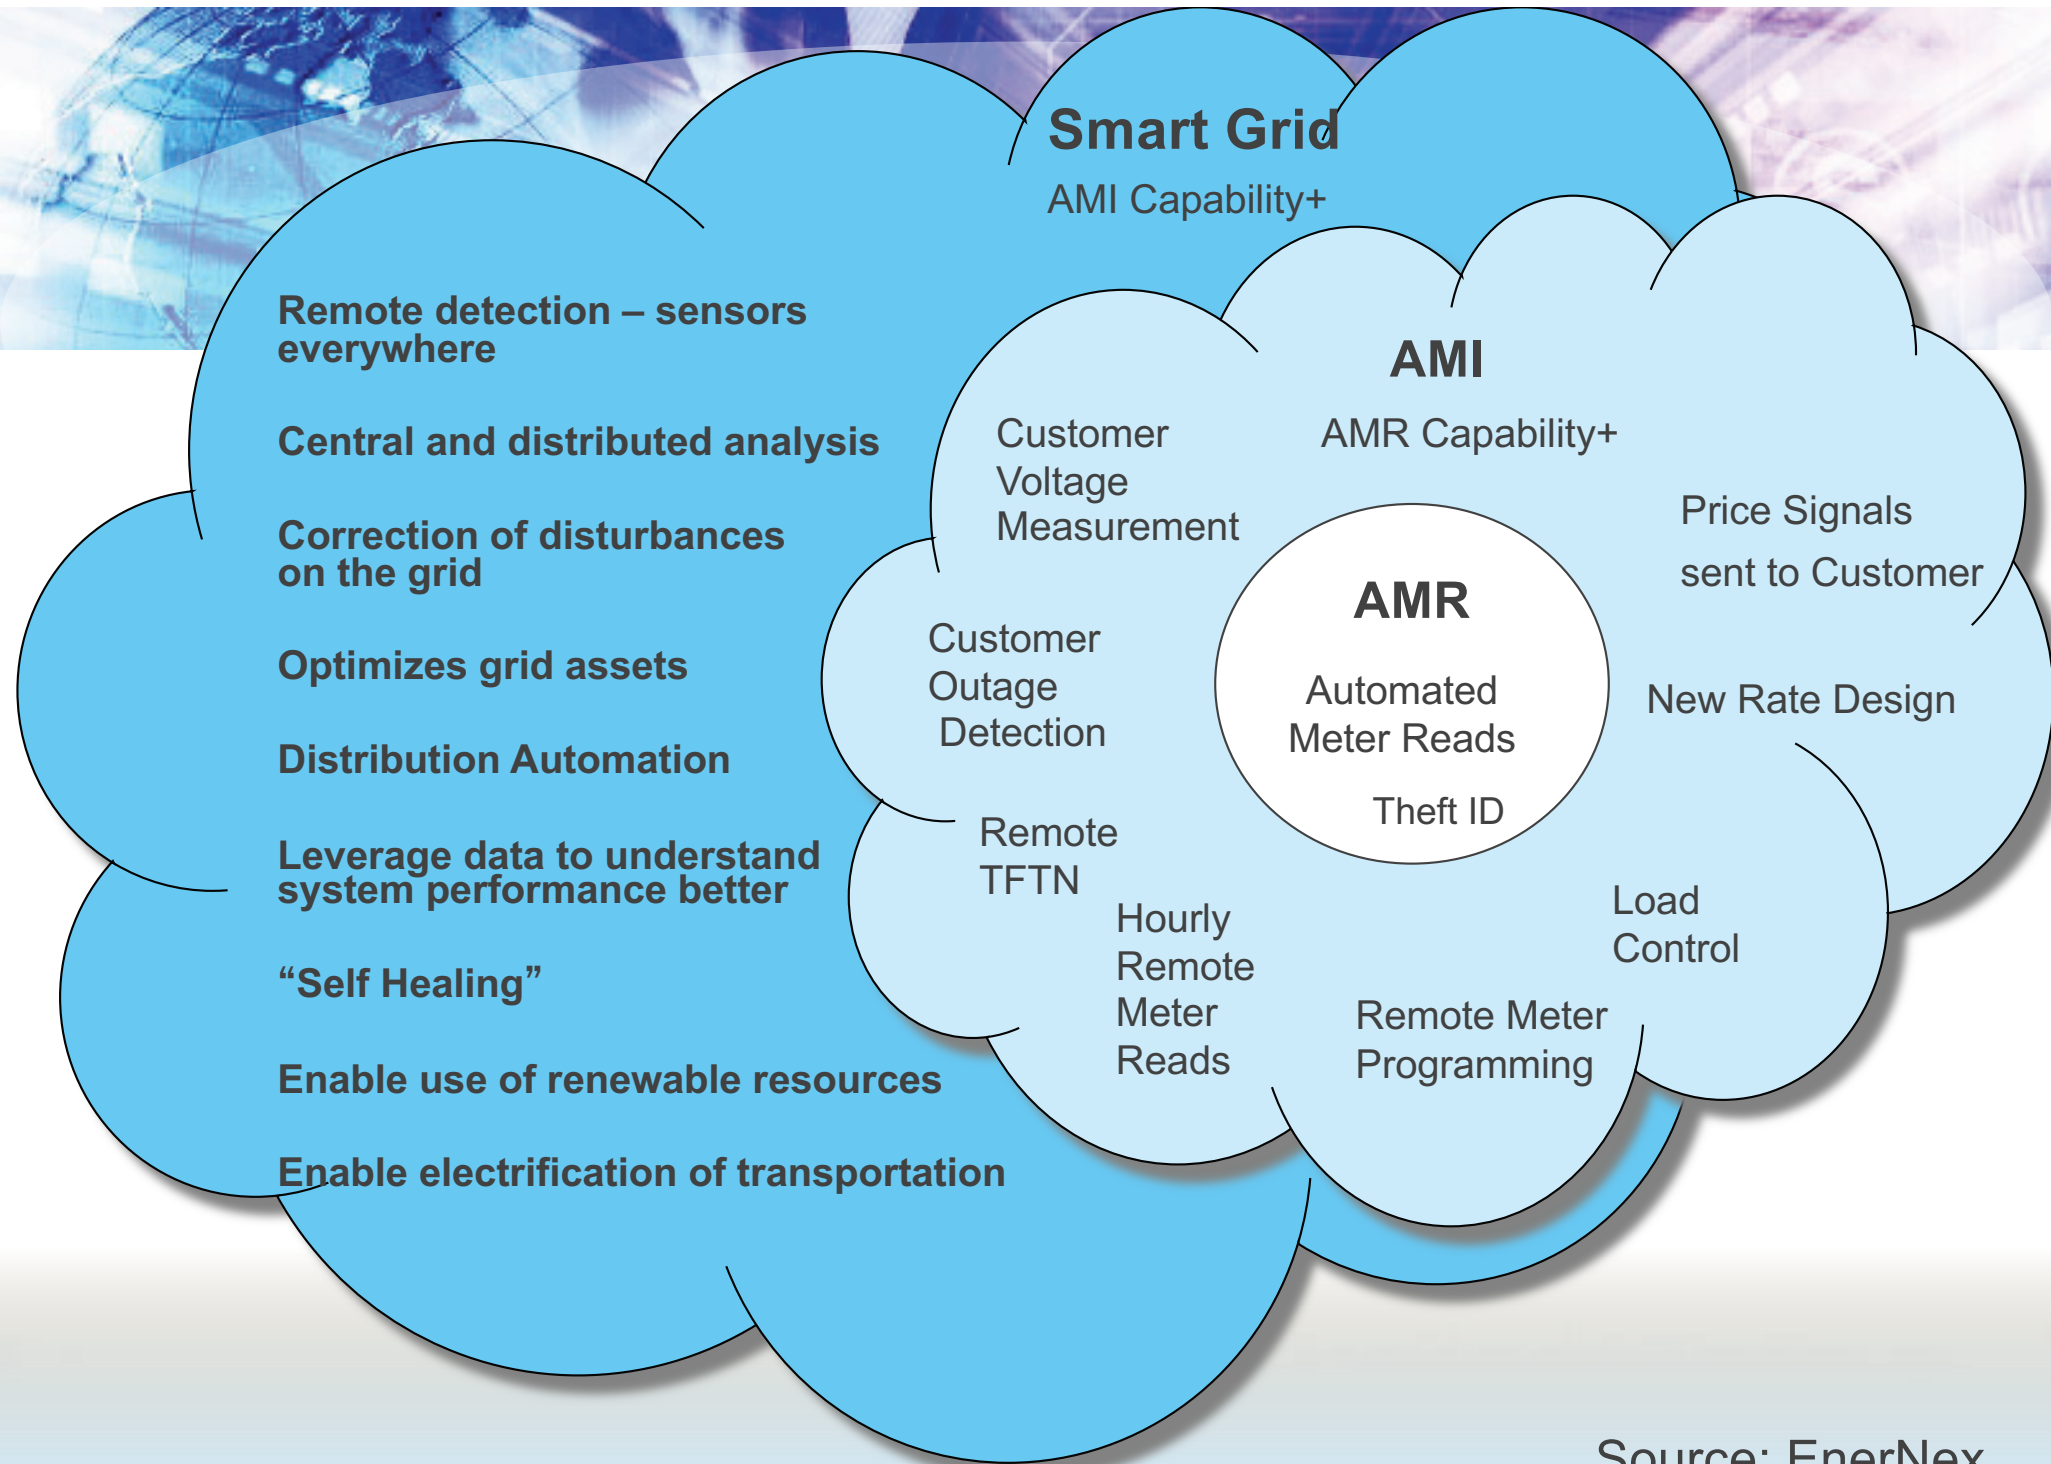 Smart Grid
AMI Capability+
Remote detection – sensors
everywhere
Central and distributed analysis
Correction of disturbances
on the grid
Optimizes grid assets
Distribution Automation
Leverage data to understand
system performance better
“Self Healing”
Enable use of renewable resources
Enable electrification of transportation
AMI
AMR Capability+
Customer
Voltage
Measurement
Customer
Outage
Detection
Remote
TFTN
Hourly
Remote
Meter
Reads
Remote Meter
Programming
Load
Control
New Rate Design
Price Signals
sent to Customer
AMR
Automated
Meter Reads
Theft ID
Source: EnerNex